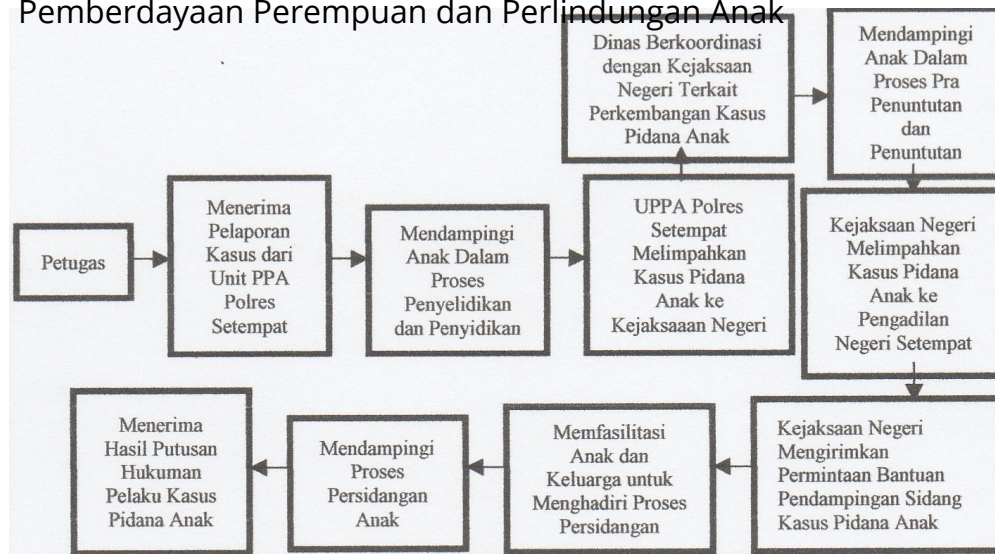 Pemberdayaan Perempuan dan Perlindungan Anak
Petugas
Menerima
Pelaporan
Kasus dari
Unit PPA
Polres
Setempat
Mendampingi
Anak Dalam
Proses
Penyelidikan
dan Penyidikan
UPPA Polres
Setempat
Melimpahkan
Kasus Pidana
Anak ke
Kejaksaaan Negeri
Dinas Berkoordinasi
dengan Kejaksaan
Negeri Terkait
Perkembangan Kasus
Pidana Anak
Mendampingi
Anak Dalam
Proses Pra
Penuntutan
dan
Penuntutan
Kejaksaan Negeri
Melimpahkan
Kasus Pidana
Anak ke
Pengadilan
Negeri Setempat
Kejaksaan Negeri
Mengirimkan
Permintaan Bantuan
Pendampingan Sidang
Kasus Pidana Anak
Memfasilitasi
Anak dan
Keluarga untuk
Menghadiri Proses
Persidangan
Mendampingi
Proses
Persidangan
Anak
Menerima
Hasil Putusan
Hukuman
Pelaku Kasus
Pidana Anak